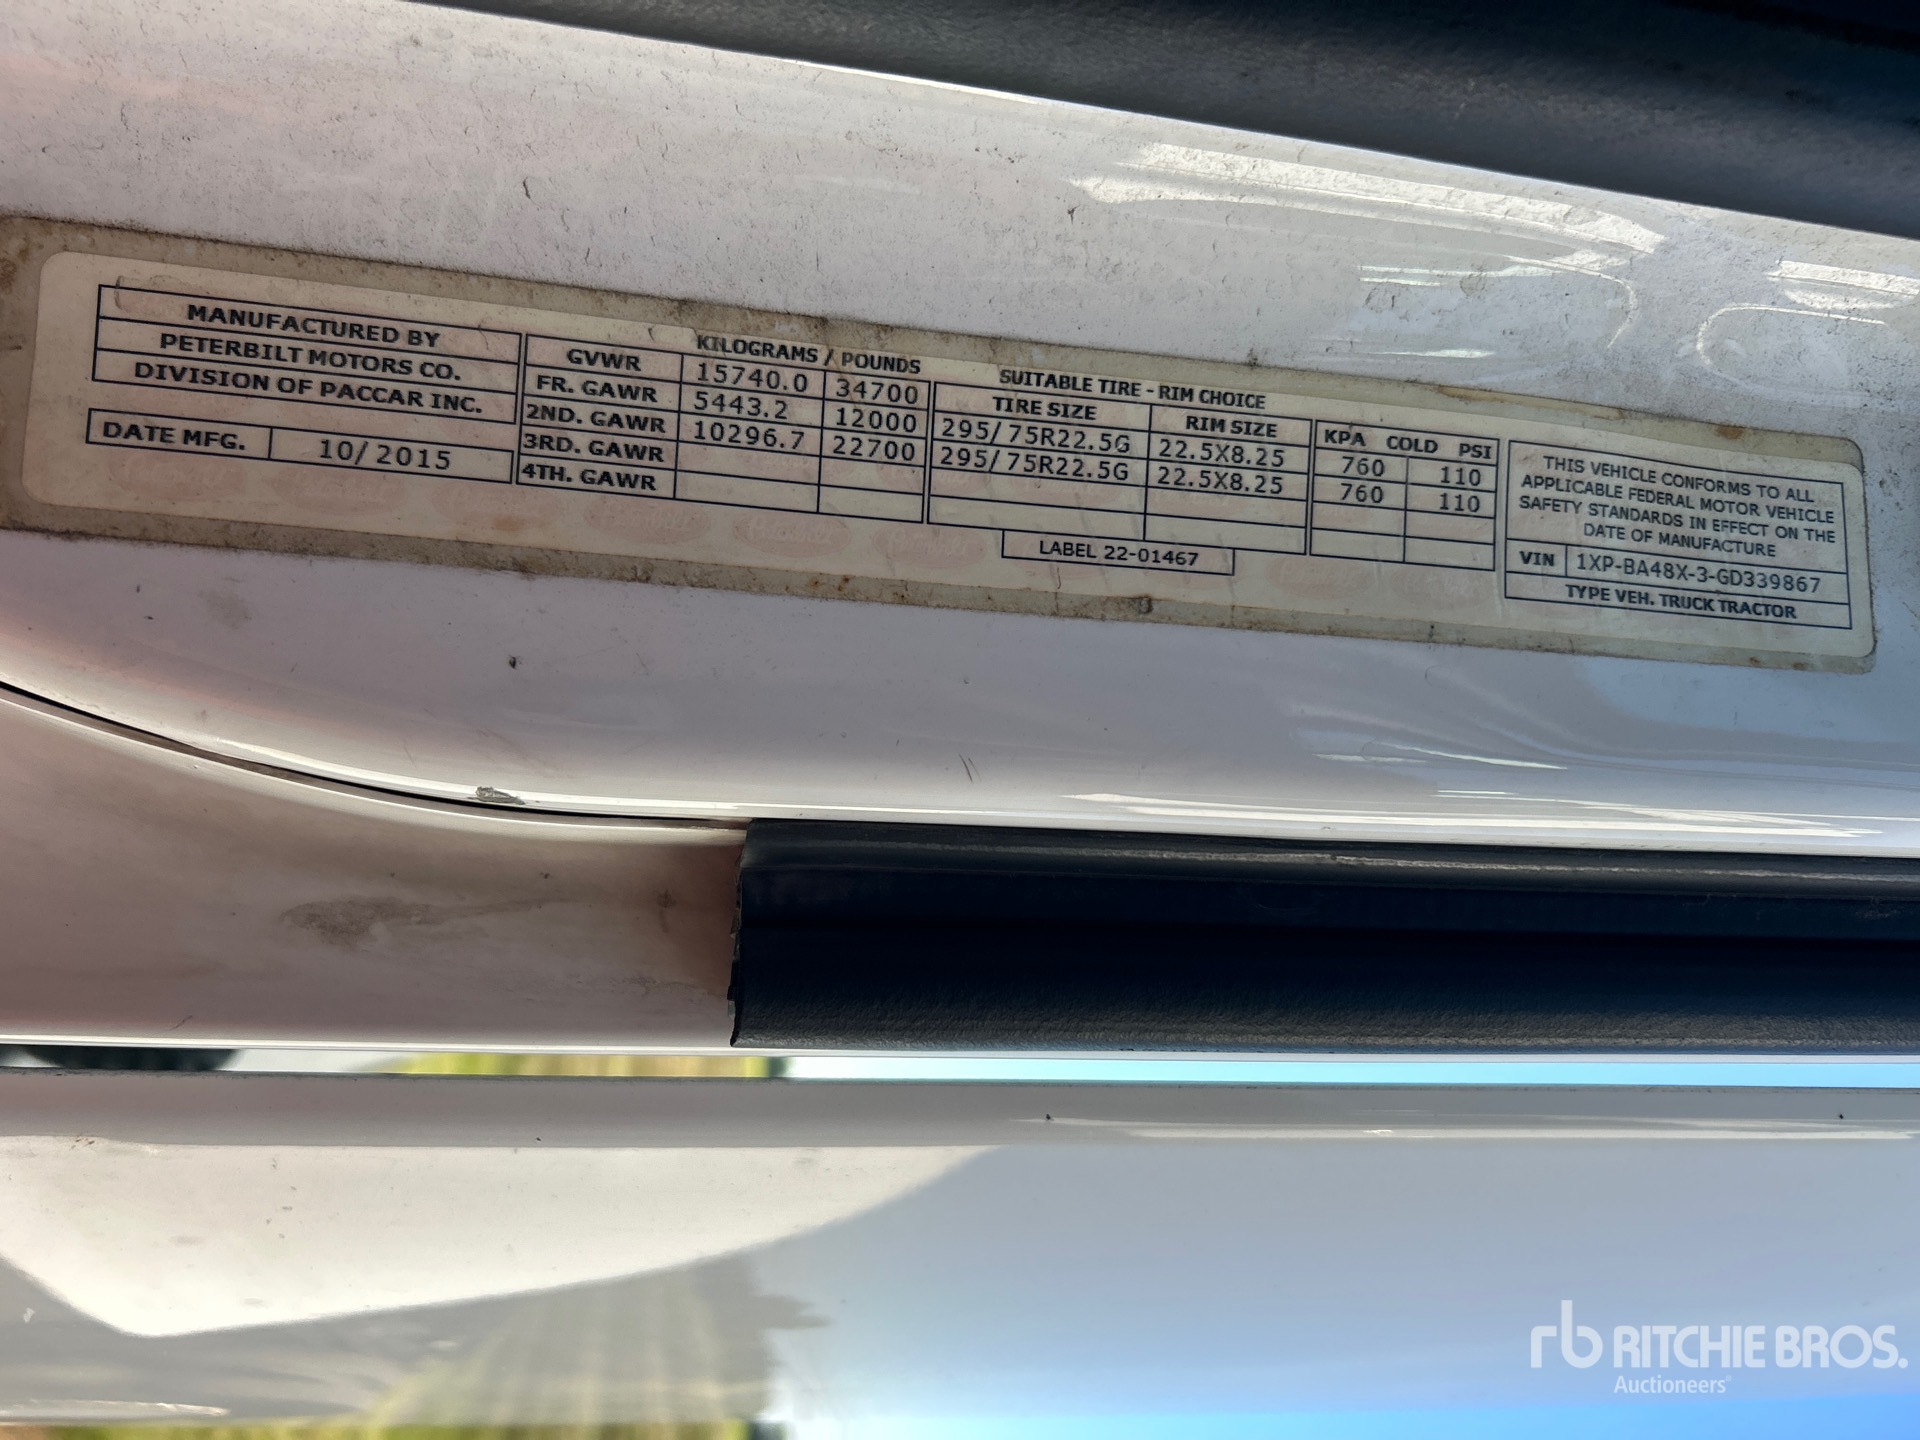 MANUFACTURED BY
PETERBILT MOTORS CO.
DIVISION OF PACCAR INC.
DATE MFG. 10/2015
KILOGRAMS / POUNDS
GVWR 15740.0 34700
FR. GAWR 5443.2 12000
2ND. GAWR 10296.7 22700
3RD. GAWR
4TH. GAWR
SUITABLE TIRE - RIM CHOICE
TIRE SIZE RIM SIZE
295/75R22.5G 22.5X8.25
295/75R22.5G 22.5X8.25
KPA COLD PSI
760 110
760 110
LABEL 22-01467
THIS VEHICLE CONFORMS TO ALL
APPLICABLE FEDERAL MOTOR VEHICLE
SAFETY STANDARDS IN EFFECT ON THE
DATE OF MANUFACTURE
VIN 1XP-BA48X-3-GD339867
TYPE VEH. TRUCK TRACTOR
rb RITCHIE BROS.
Auctioneers